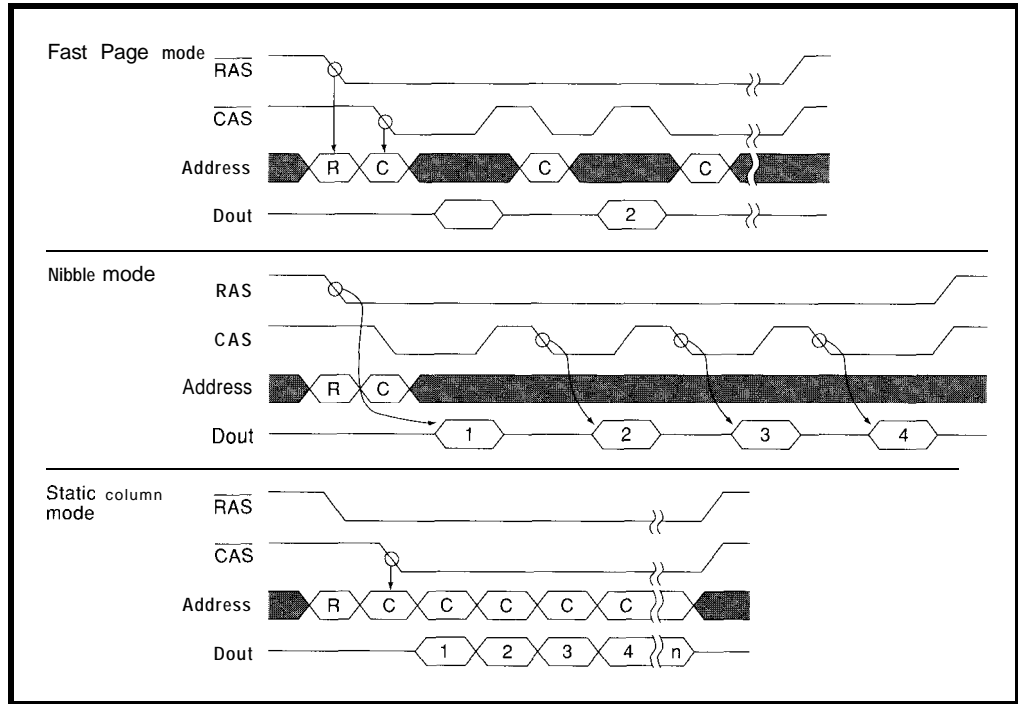 Fast Page mode
RAS
CAS
Address R C C C
Dout 2
Nibble mode
RAS
CAS
Address R C
Dout 1 2 3 4
Static column
mode
RAS
CAS
Address R C C C C C
Dout 1 2 3 4 n